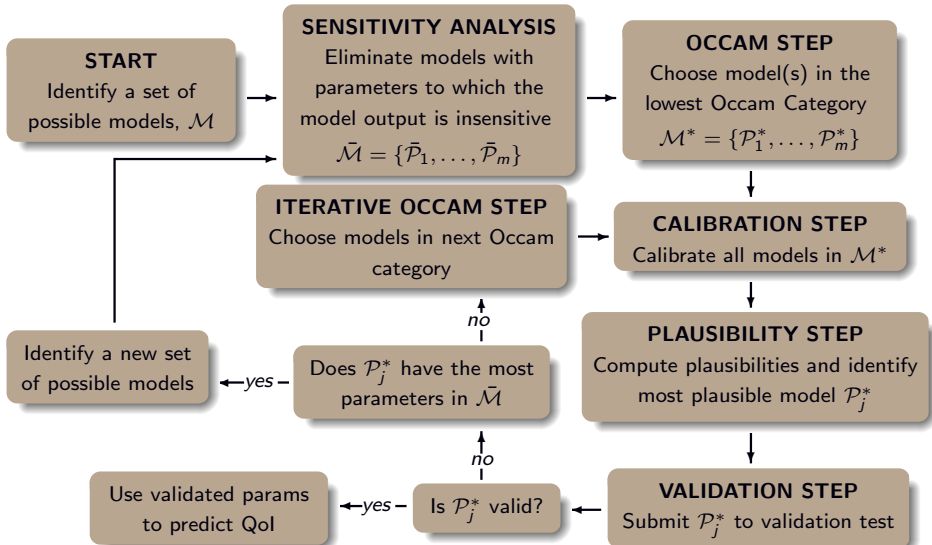 START
Identify a set of
possible models, ℳ
SENSITIVITY ANALYSIS
Eliminate models with
parameters to which the
model output is insensitive
ℳ̄ = {𝒫̄₁, . . . , 𝒫̄ₘ}
OCCAM STEP
Choose model(s) in the
lowest Occam Category
ℳ* = {𝒫₁*, . . . , 𝒫ₘ*}
ITERATIVE OCCAM STEP
Choose models in next Occam
category
CALIBRATION STEP
Calibrate all models in ℳ*
no
Identify a new set
of possible models
yes
Does 𝒫ⱼ* have the most
parameters in ℳ̄
PLAUSIBILITY STEP
Compute plausibilities and identify
most plausible model 𝒫ⱼ*
no
Use validated params
to predict QoI
yes
Is 𝒫ⱼ* valid?
VALIDATION STEP
Submit 𝒫ⱼ* to validation test